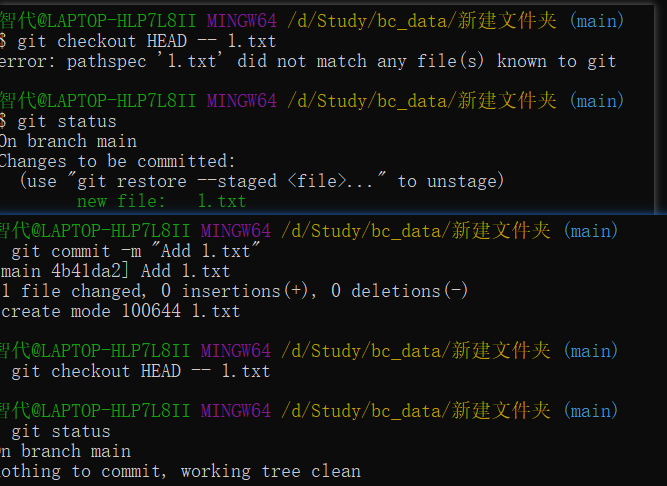 智代@LAPTOP-HLP7L8II MINGW64 /d/Study/bc_data/新建文件夹 (main)
$ git checkout HEAD -- 1.txt
error: pathspec '1.txt' did not match any file(s) known to git
智代@LAPTOP-HLP7L8II MINGW64 /d/Study/bc_data/新建文件夹 (main)
$ git status
On branch main
Changes to be committed:
(use "git restore --staged <file>..." to unstage)
new file: 1.txt
智代@LAPTOP-HLP7L8II MINGW64 /d/Study/bc_data/新建文件夹 (main)
git commit -m "Add 1.txt"
main 4b41da2] Add 1.txt
1 file changed, 0 insertions(+), 0 deletions(-)
create mode 100644 1.txt
智代@LAPTOP-HLP7L8II MINGW64 /d/Study/bc_data/新建文件夹 (main)
git checkout HEAD -- 1.txt
智代@LAPTOP-HLP7L8II MINGW64 /d/Study/bc_data/新建文件夹 (main)
git status
On branch main
nothing to commit, working tree clean